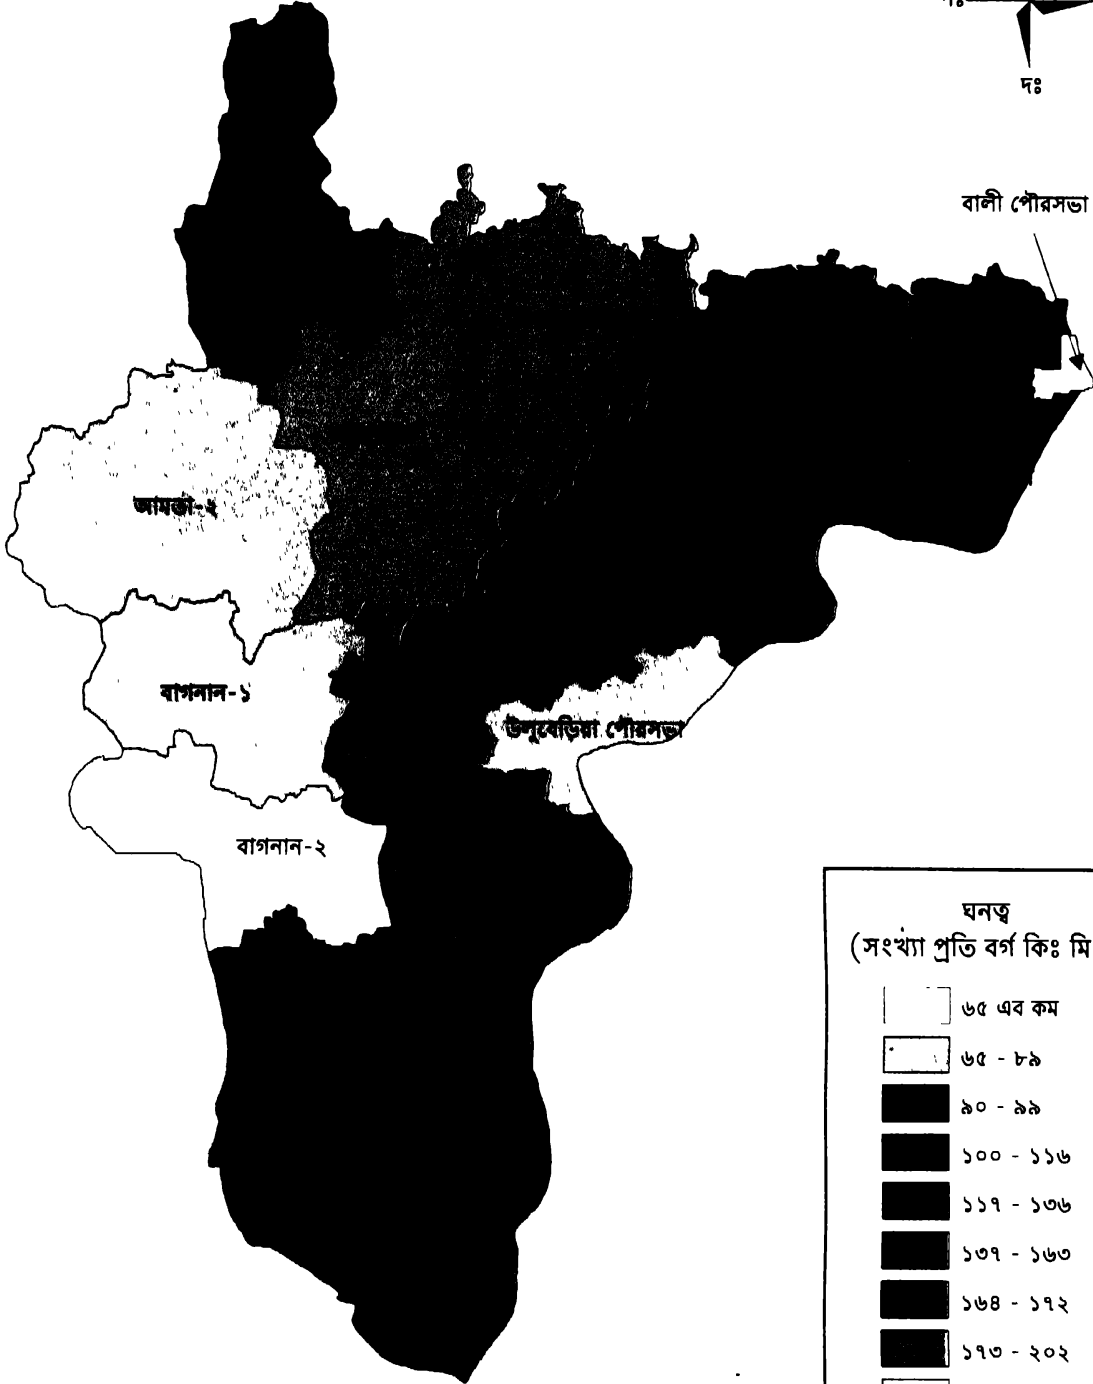 দঃ
বালী পৌরসভা
আমতা-২
বাগনান-১
উলুবেড়িয়া পৌরসভা
বাগনান-২
ঘনত্ব
(সংখ্যা প্রতি বর্গ কিঃ মি
৬৫ এব কম
৬৫ - ৮৯
৯০ - ৯৯
১০০ - ১১৬
১১৭ - ১৩৬
১৩৭ - ১৬৩
১৬৪ - ১৭২
১৭৩ - ২০২